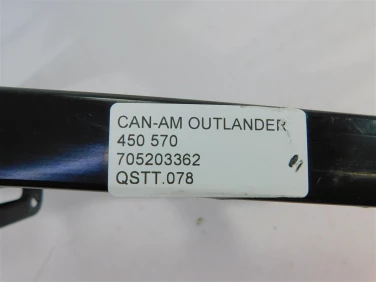 CAN-AM OUTLANDER
450 570
705203362
QSTT.078